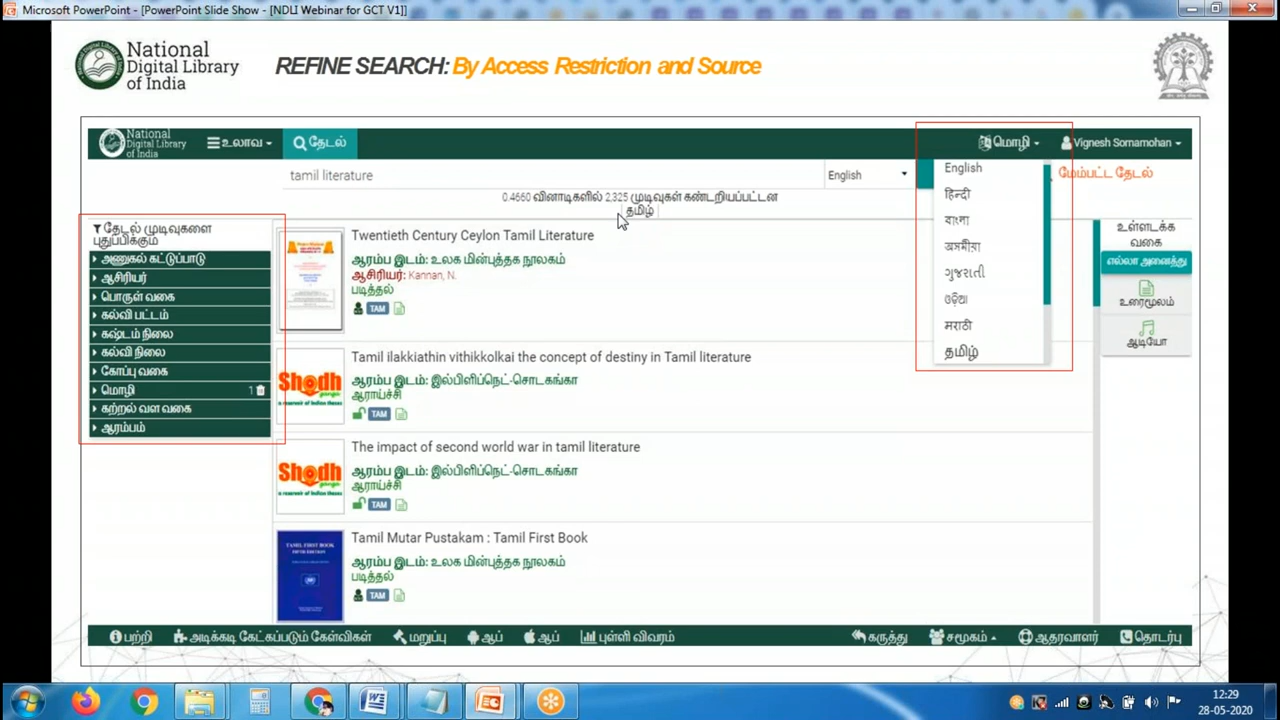 Microsoft PowerPoint - [PowerPoint Slide Show - [NDLI Webinar for GCT V1]]
National
Digital Library
of India
REFINE SEARCH: By Access Restriction and Source
National
Digital Library
of India
உலாவ
தேடல்
மொழி
Vignesh Sornamohan
tamil literature
English
மேம்பட்ட தேடல்
0.4660 வினாடிகளில் 2,325 முடிவுகள் கண்டறியப்பட்டன
தமிழ்
English
हिन्दी
বাংলা
অসমীয়া
ગુજરાતી
ଓଡ଼ିଆ
मराठी
தமிழ்
தேடல் முடிவுகளை
புதுப்பிக்கும்
அணுகல் கட்டுப்பாடு
ஆசிரியர்
பொருள் வகை
கல்வி பட்டம்
கஷ்டம் நிலை
கல்வி நிலை
கோப்பு வகை
மொழி 1
கற்றல் வள வகை
ஆரம்பம்
Twentieth Century Ceylon Tamil Literature
ஆரம்ப இடம்: உலக மின்புத்தக நூலகம்
ஆசிரியர்: Kannan, N.
படித்தல்
TAM
Shodh
Tamil ilakkiathin vithikkolkai the concept of destiny in Tamil literature
ஆரம்ப இடம்: இல்பிளிப்நெட்-சொடகங்கா
ஆராய்ச்சி
TAM
Shodh
The impact of second world war in tamil literature
ஆரம்ப இடம்: இல்பிளிப்நெட்-சொடகங்கா
ஆராய்ச்சி
TAM
TAMIL FIRST BOOK
Tamil Mutar Pustakam : Tamil First Book
ஆரம்ப இடம்: உலக மின்புத்தக நூலகம்
படித்தல்
TAM
உள்ளடக்க
வகை
எல்லா அனைத்து
உரைமூலம்
ஆடியோ
பற்றி
அடிக்கடி கேட்கப்படும் கேள்விகள்
மறுப்பு
ஆப்
ஆப்
புள்ளி விவரம்
கருத்து
சமூகம்
ஆதரவாளர்
தொடர்பு
12:29
28-05-2020